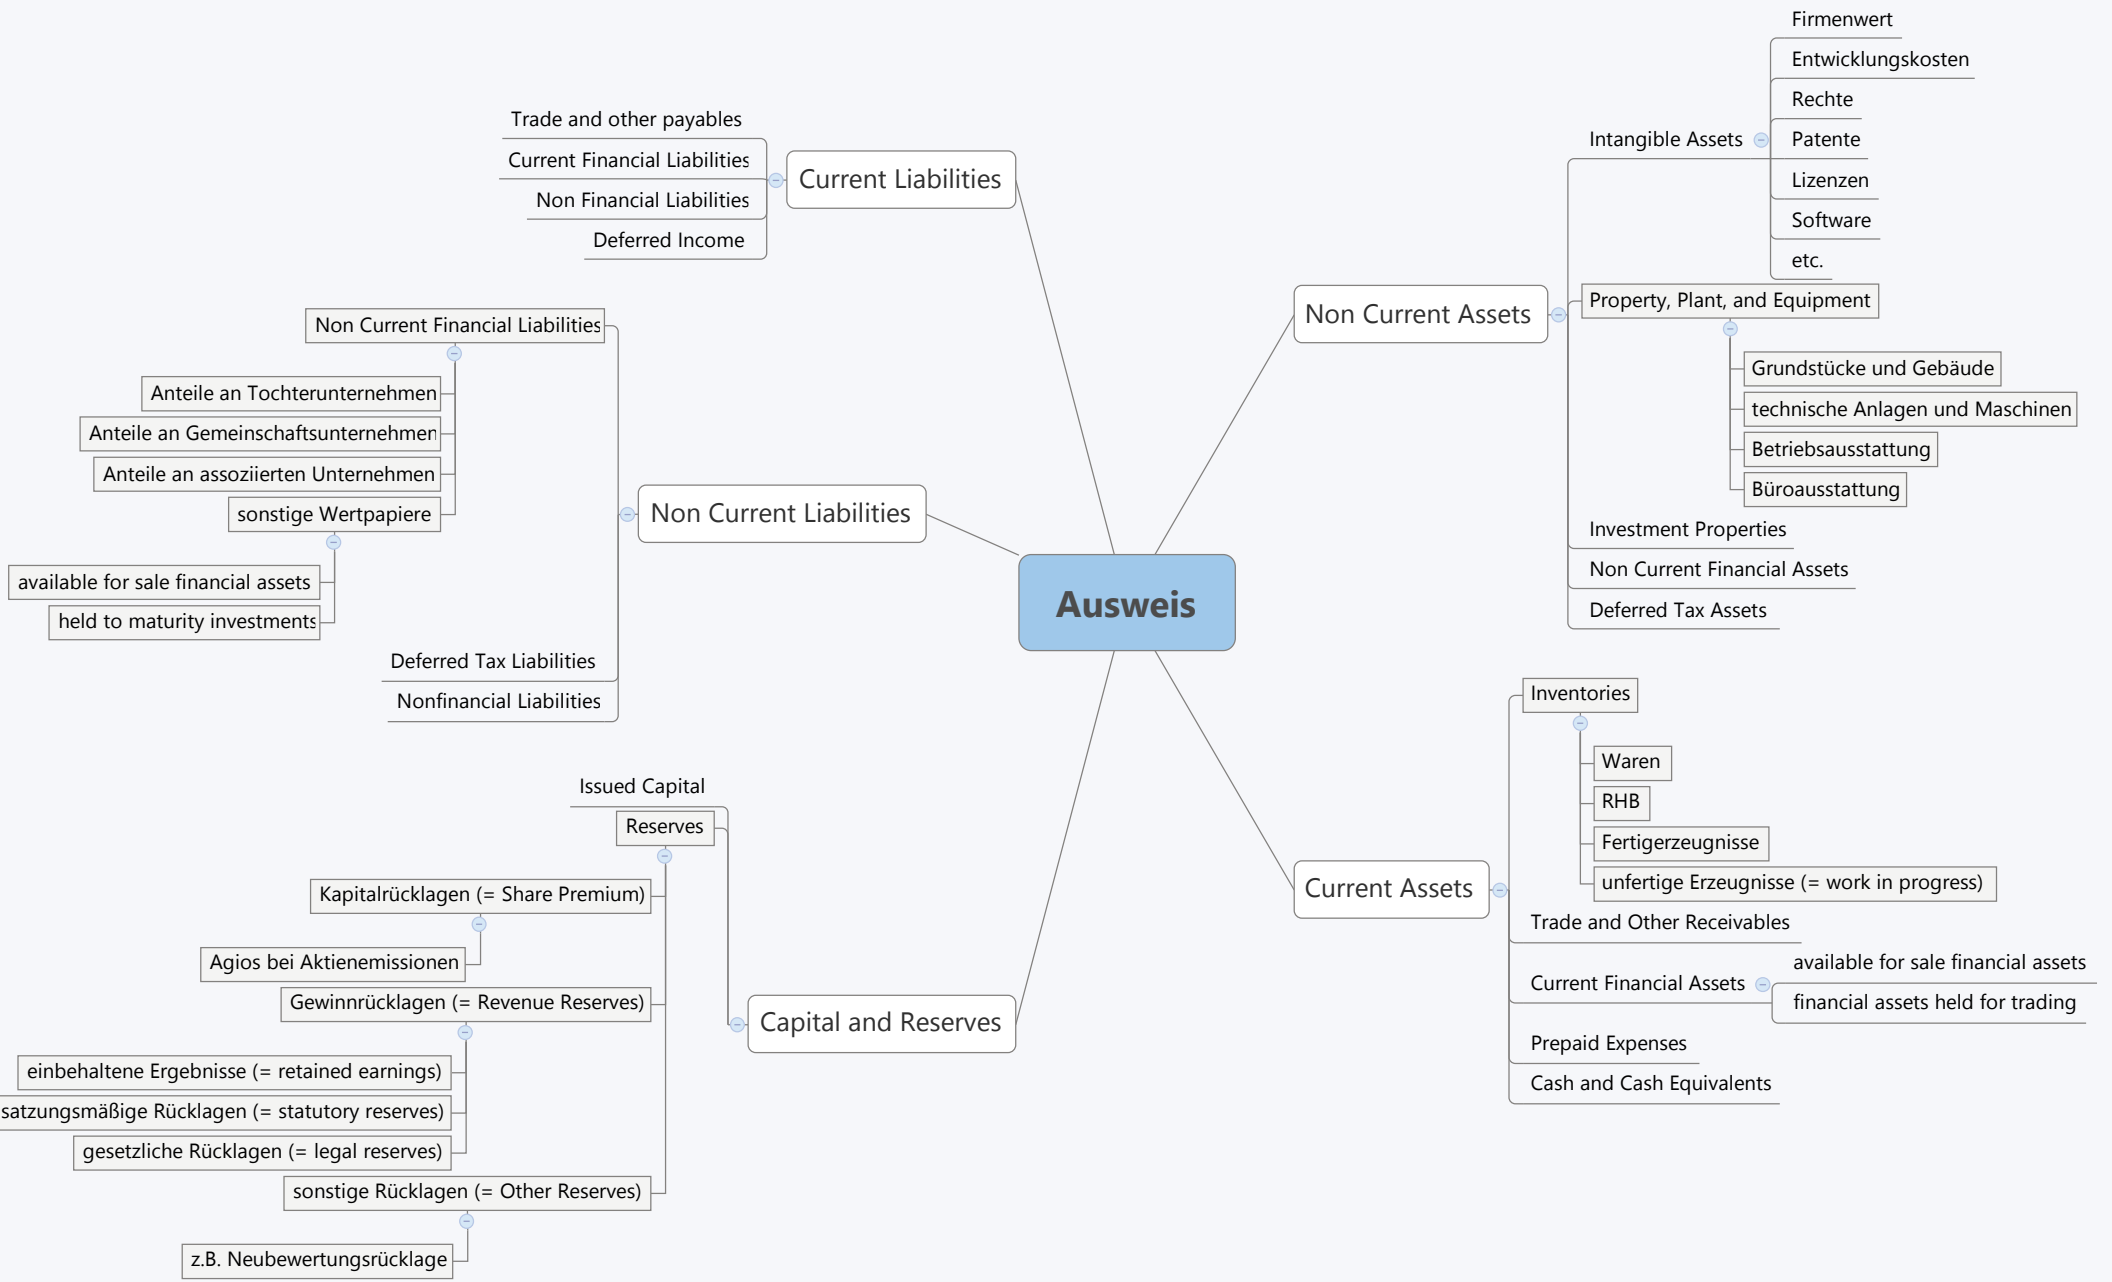 Ausweis
Current Liabilities
Trade and other payables
Current Financial Liabilities
Non Financial Liabilities
Deferred Income
Non Current Liabilities
Non Current Financial Liabilities
Anteile an Tochterunternehmen
Anteile an Gemeinschaftsunternehmen
Anteile an assoziierten Unternehmen
sonstige Wertpapiere
available for sale financial assets
held to maturity investments
Deferred Tax Liabilities
Nonfinancial Liabilities
Capital and Reserves
Issued Capital
Reserves
Kapitalrücklagen (= Share Premium)
Agios bei Aktienemissionen
Gewinnrücklagen (= Revenue Reserves)
einbehaltene Ergebnisse (= retained earnings)
satzungsmäßige Rücklagen (= statutory reserves)
gesetzliche Rücklagen (= legal reserves)
sonstige Rücklagen (= Other Reserves)
z.B. Neubewertungsrücklage
Non Current Assets
Intangible Assets
Firmenwert
Entwicklungskosten
Rechte
Patente
Lizenzen
Software
etc.
Property, Plant, and Equipment
Grundstücke und Gebäude
technische Anlagen und Maschinen
Betriebsausstattung
Büroausstattung
Investment Properties
Non Current Financial Assets
Deferred Tax Assets
Current Assets
Inventories
Waren
RHB
Fertigerzeugnisse
unfertige Erzeugnisse (= work in progress)
Trade and Other Receivables
Current Financial Assets
available for sale financial assets
financial assets held for trading
Prepaid Expenses
Cash and Cash Equivalents